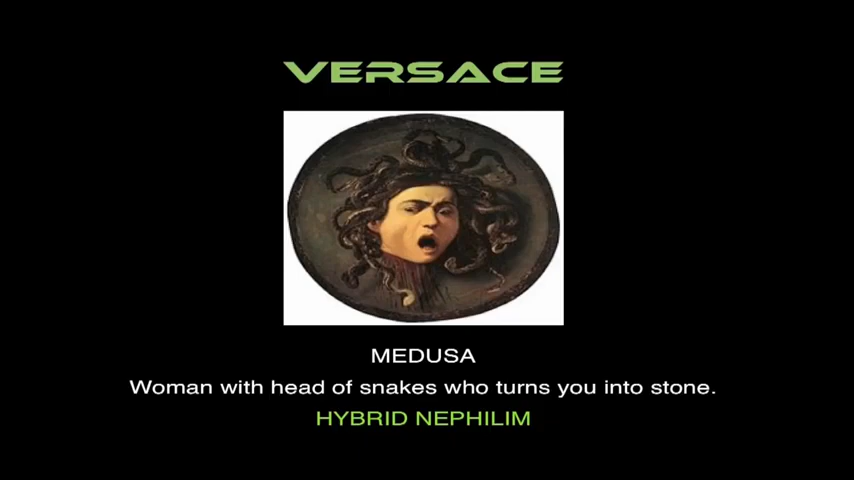 VERSACE
MEDUSA
Woman with head of snakes who turns you into stone.
HYBRID NEPHILIM